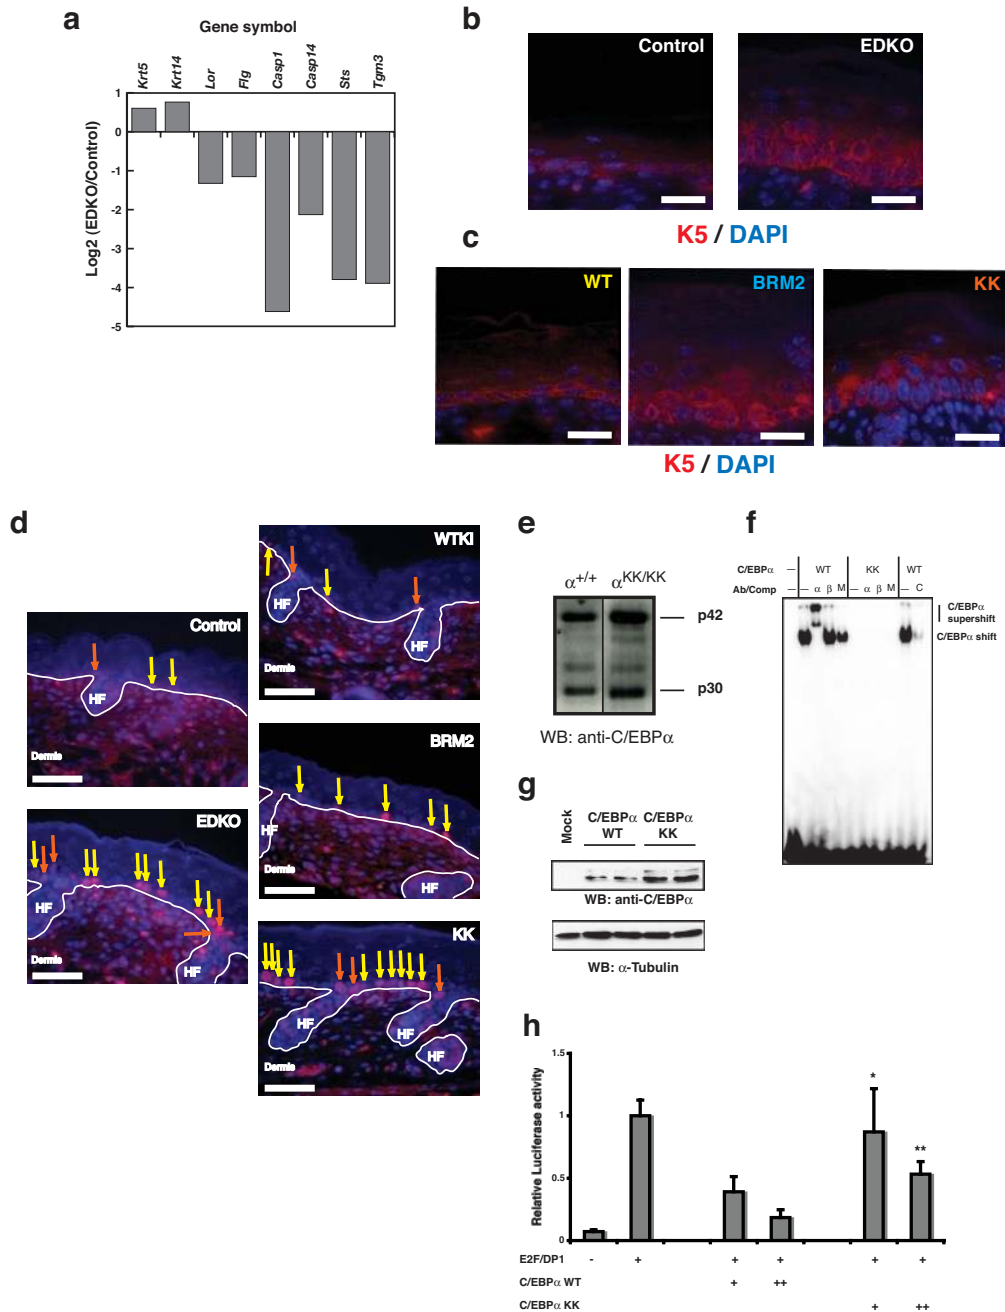 a
Gene symbol
Krt5 Krt14 Lor Flg Casp1 Casp14 Sts Tgm3
1
0
-1
-2
-3
-4
-5
Log2 (EDKO/Control)
b
Control
EDKO
K5 / DAPI
c
WT
BRM2
KK
K5 / DAPI
d
Control
HF
Dermis
EDKO
HF
HF
Dermis
WTKI
HF
HF
Dermis
BRM2
HF
HF
Dermis
KK
HF
HF
HF
Dermis
e
α+/+ αKK/KK
p42
p30
WB: anti-C/EBPα
f
C/EBPα — WT KK WT
Ab/Comp — — α β M — α β M — C
C/EBPα
supershift
C/EBPα shift
g
Mock
C/EBPα WT
C/EBPα KK
WB: anti-C/EBPα
WB: α-Tubulin
h
Relative Luciferase activity
1.5
1
0.5
0
*
**
E2F/DP1 - + + + + +
C/EBPα WT + ++
C/EBPα KK + ++